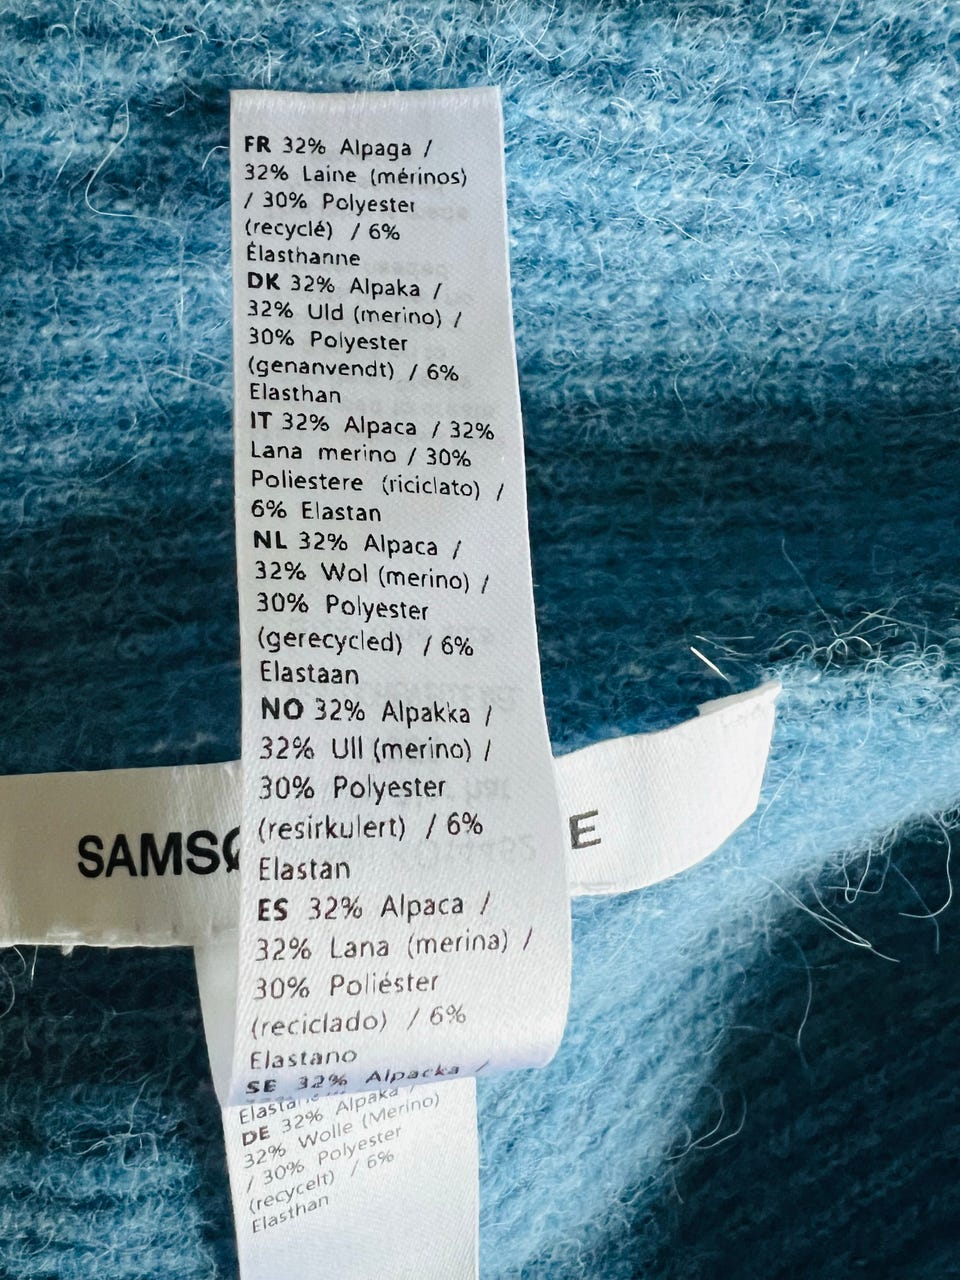 FR 32% Alpaga /
32% Laine (mérinos)
/ 30% Polyester
(recyclé) / 6%
Élasthanne
DK 32% Alpaka /
32% Uld (merino) /
30% Polyester
(genanvendt) / 6%
Elasthan
IT 32% Alpaca / 32%
Lana merino / 30%
Poliestere (riciclato) /
6% Elastan
NL 32% Alpaca /
32% Wol (merino) /
30% Polyester
(gerecycled) / 6%
Elastaan
NO 32% Alpakka /
32% Ull (merino) /
30% Polyester
(resirkulert) / 6%
Elastan
ES 32% Alpaca /
32% Lana (merina) /
30% Poliéster
(reciclado) / 6%
Elastano
SE 32% Alpacka /
DE 32% Alpaka /
32% Wolle (Merino)
/ 30% Polyester
(recycelt) / 6%
Elasthan
SAMSØ
E